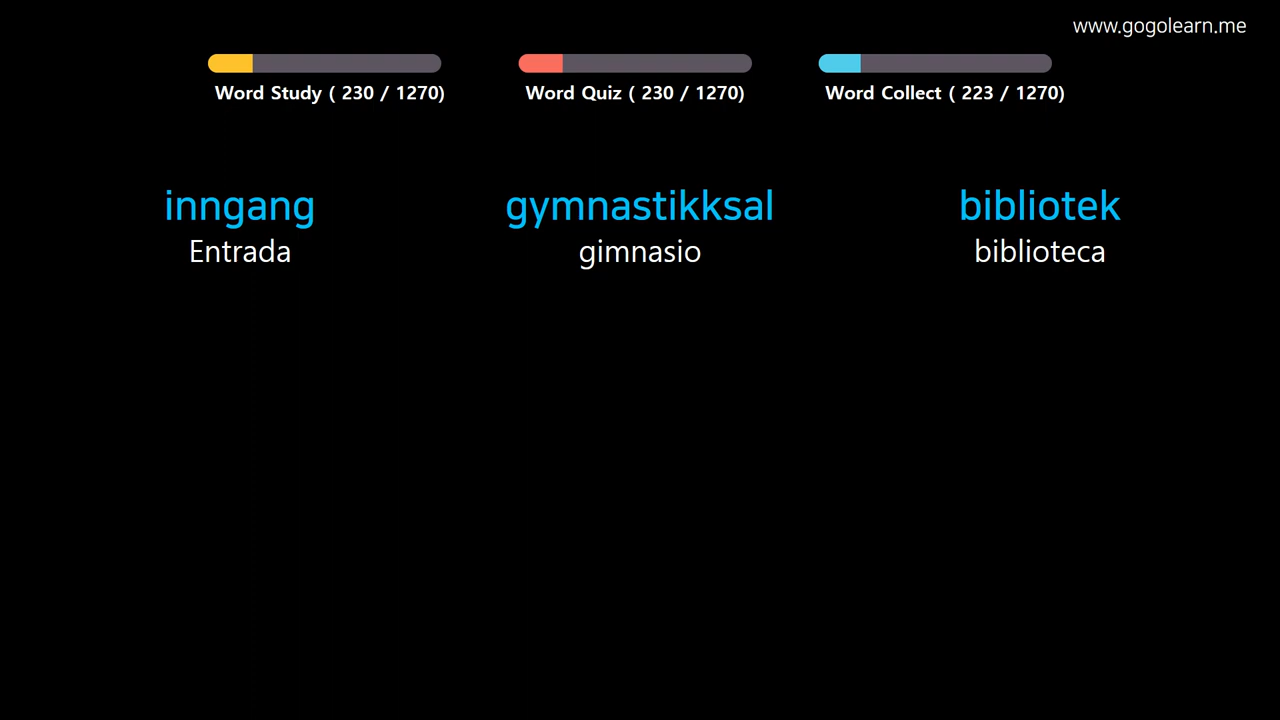 www.gogolearn.me
Word Study ( 230 / 1270)
Word Quiz ( 230 / 1270)
Word Collect ( 223 / 1270)
inngang
gymnastikksal
bibliotek
Entrada
gimnasio
biblioteca